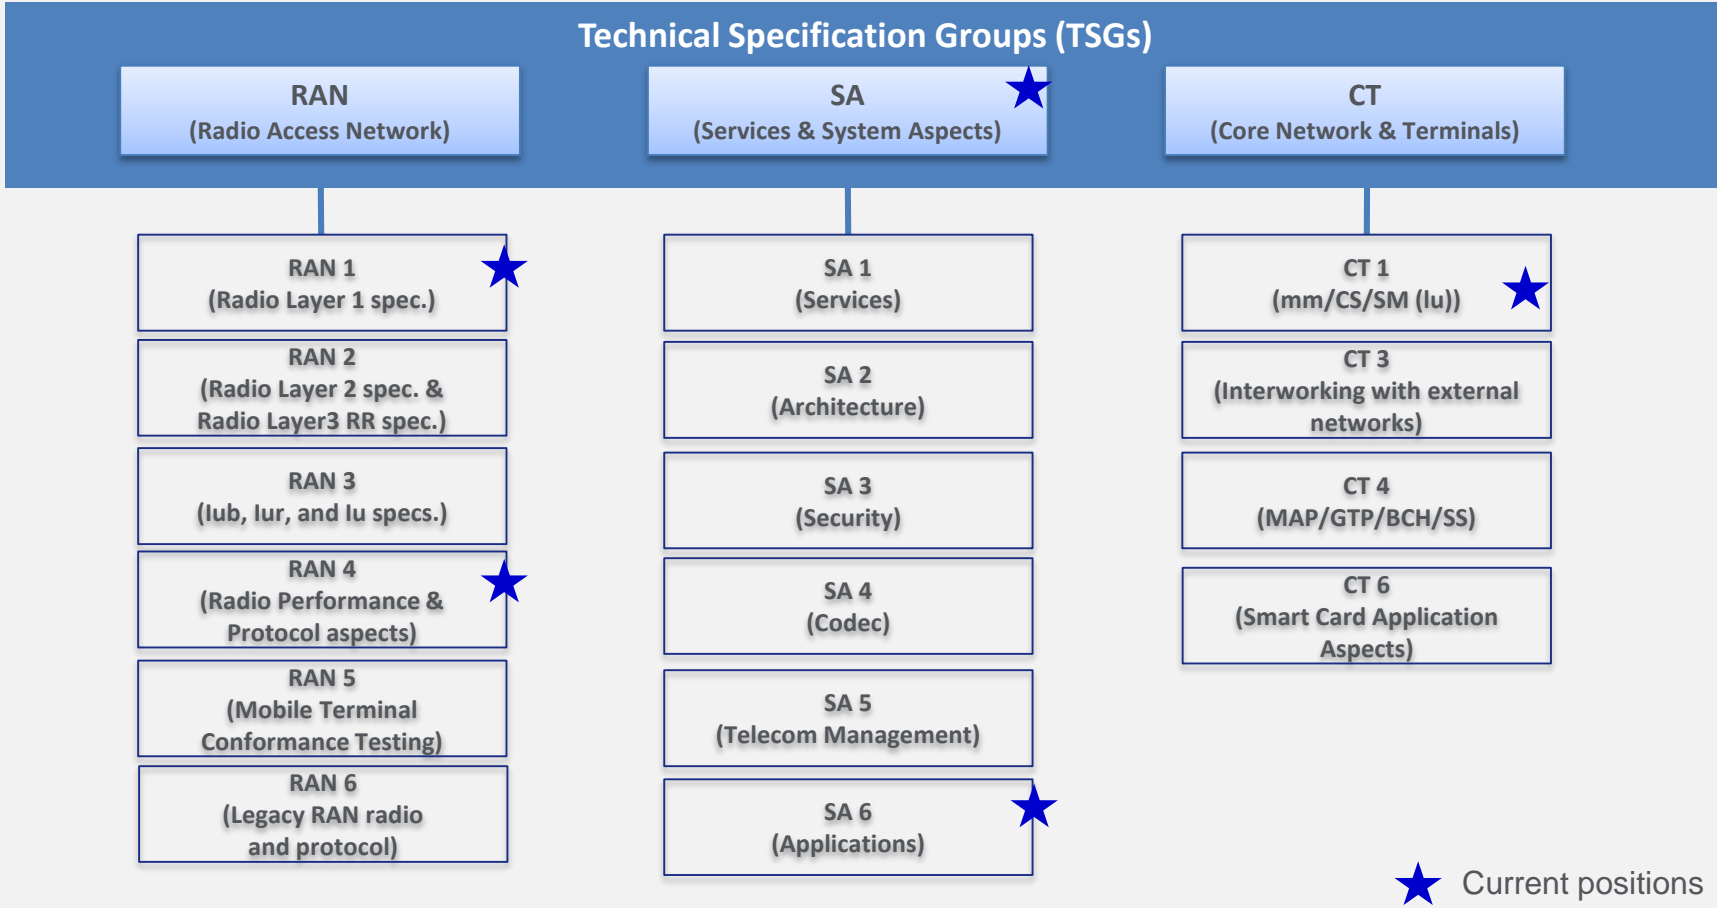 Technical Specification Groups (TSGs)
RAN
(Radio Access Network)
SA
(Services & System Aspects)
CT
(Core Network & Terminals)
RAN 1
(Radio Layer 1 spec.)
RAN 2
(Radio Layer 2 spec. &
Radio Layer3 RR spec.)
RAN 3
(Iub, Iur, and Iu specs.)
RAN 4
(Radio Performance &
Protocol aspects)
RAN 5
(Mobile Terminal
Conformance Testing)
RAN 6
(Legacy RAN radio
and protocol)
SA 1
(Services)
SA 2
(Architecture)
SA 3
(Security)
SA 4
(Codec)
SA 5
(Telecom Management)
SA 6
(Applications)
CT 1
(mm/CS/SM (Iu))
CT 3
(Interworking with external
networks)
CT 4
(MAP/GTP/BCH/SS)
CT 6
(Smart Card Application
Aspects)
Current positions